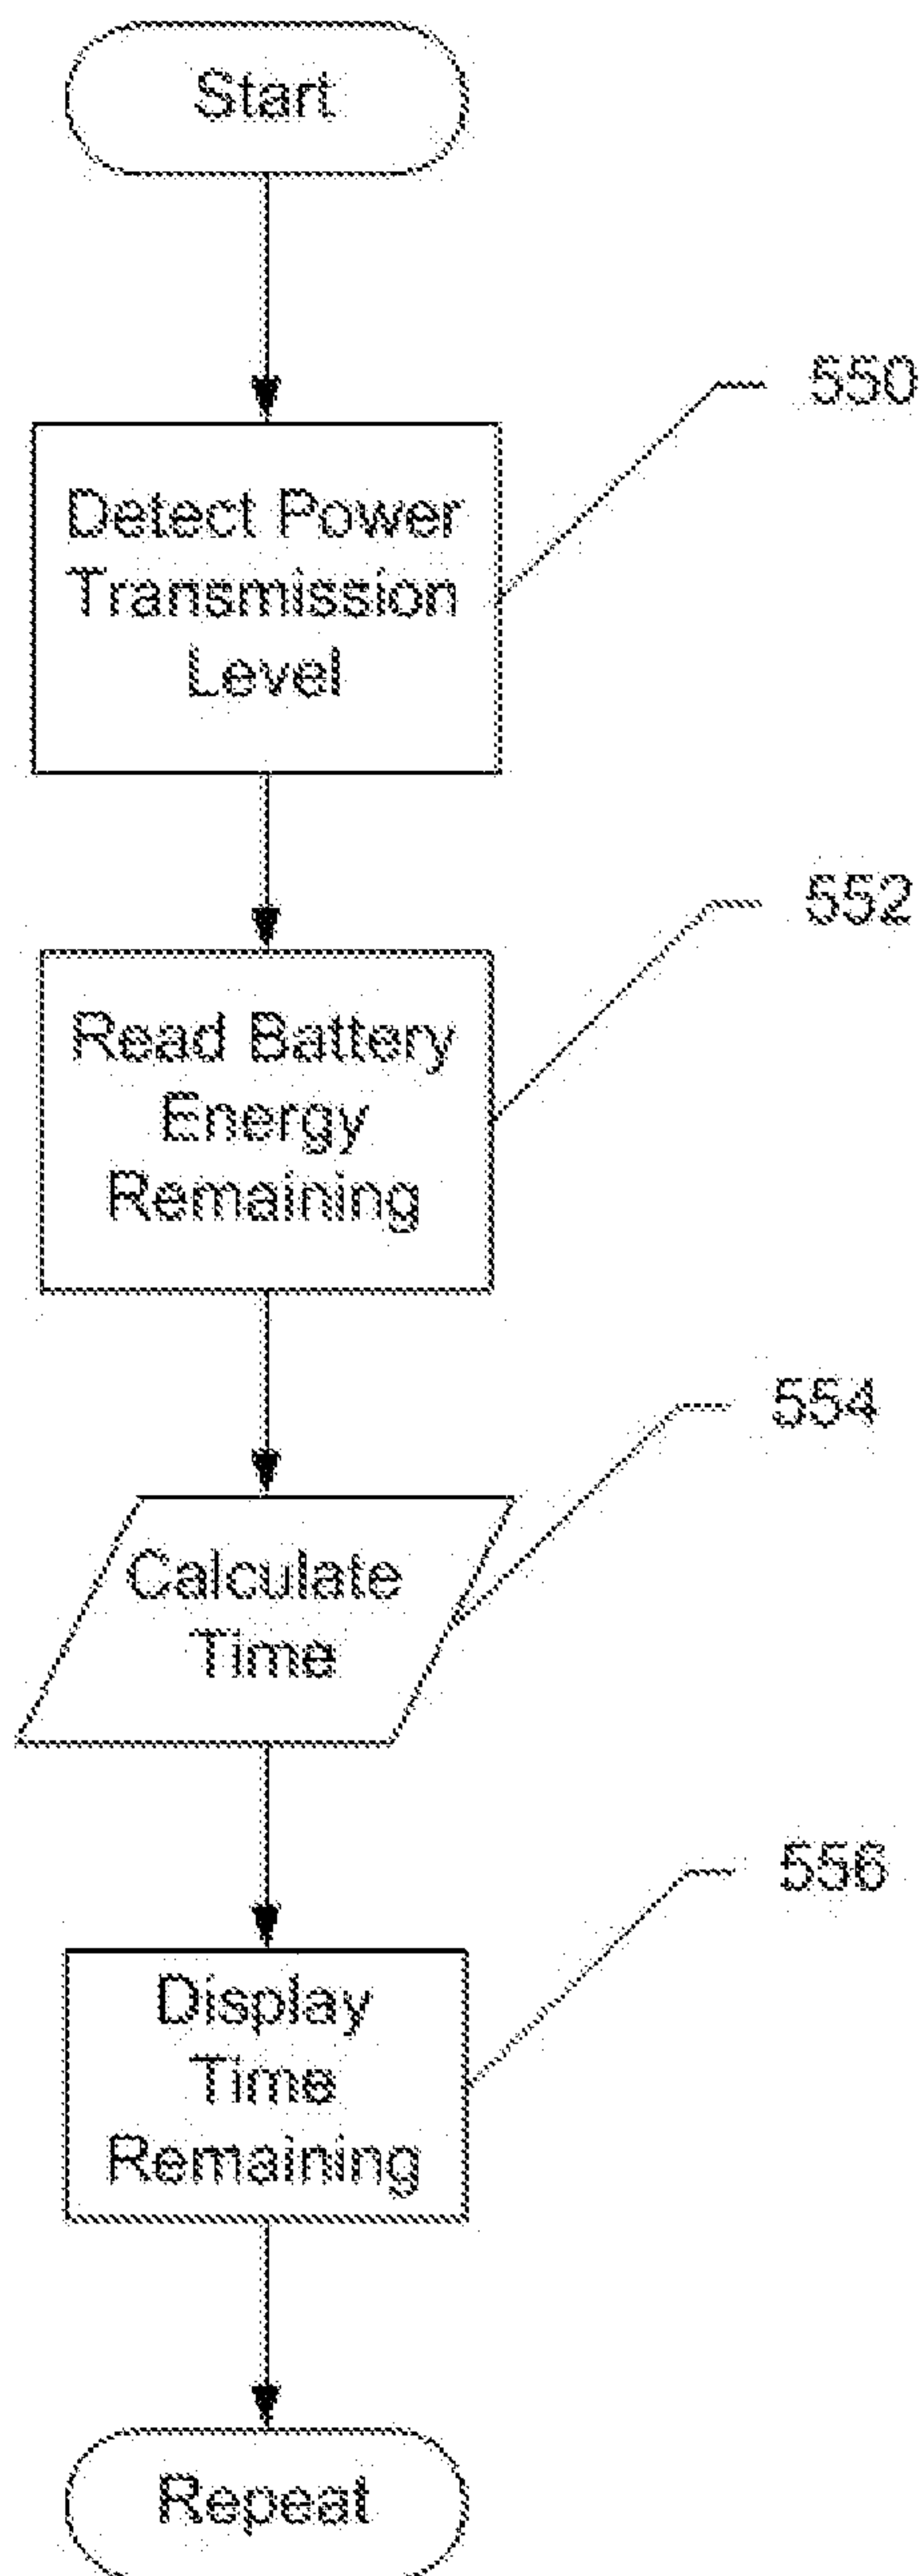 Start
550
Detect Power
Transmission
Level
552
Read Battery
Energy
Remaining
554
Calculate
Time
556
Display
Time
Remaining
Repeat